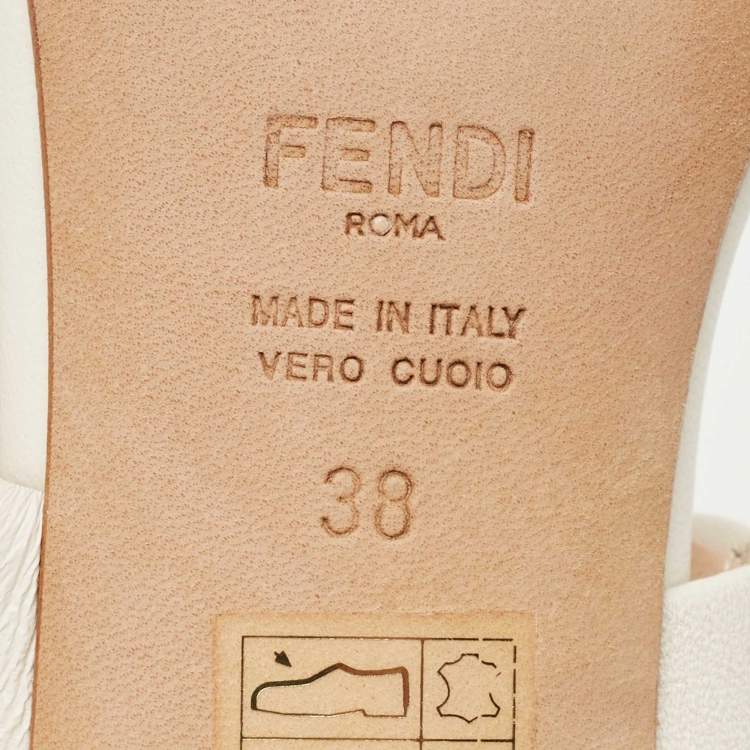 FENDI
ROMA
MADE IN ITALY
VERO CUOIO
38